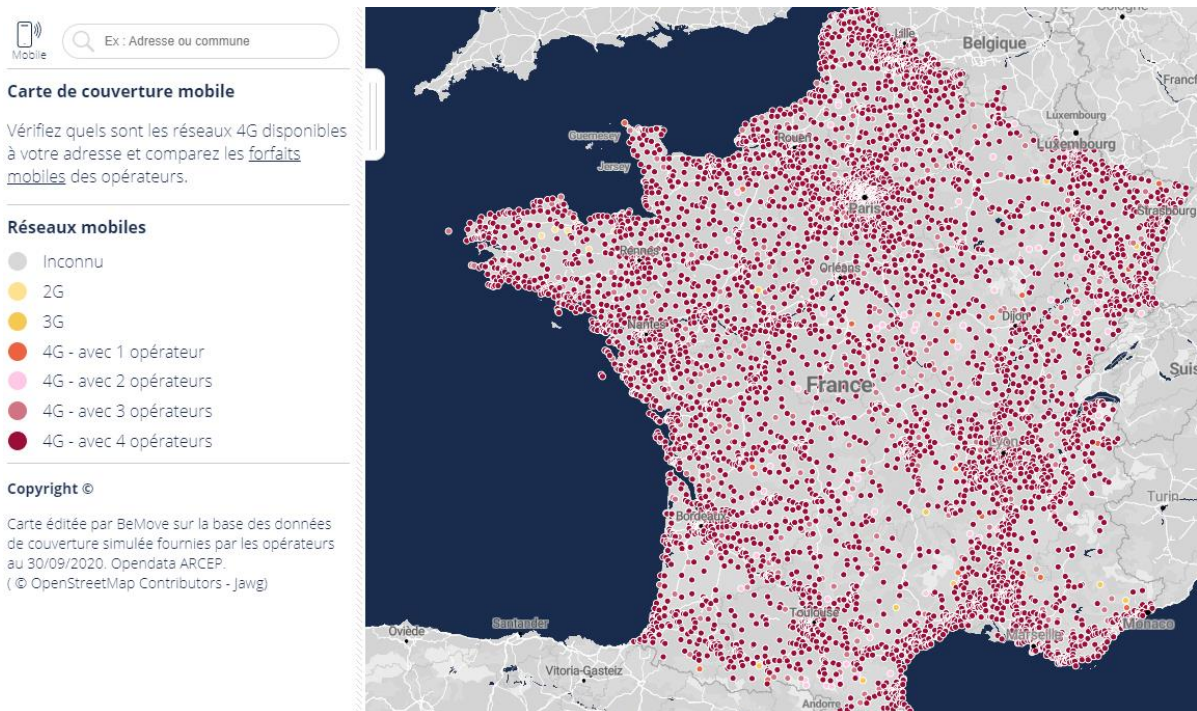 Mobile
Ex : Adresse ou commune
Carte de couverture mobile
Vérifiez quels sont les réseaux 4G disponibles
à votre adresse et comparez les forfaits
mobiles des opérateurs.
Réseaux mobiles
Inconnu
2G
3G
4G - avec 1 opérateur
4G - avec 2 opérateurs
4G - avec 3 opérateurs
4G - avec 4 opérateurs
Copyright ©
Carte éditée par BeMove sur la base des données
de couverture simulée fournies par les opérateurs
au 30/09/2020. Opendata ARCEP.
( © OpenStreetMap Contributors - Jawg)
Lille
Belgique
Luxembourg
Luxembourg
Guernesey
Jersey
Rouen
Paris
Strasbourg
Rennes
Orléans
Nantes
Dijon
France
Suis
Lyon
Turin
Bordeaux
Toulouse
Marseille
Monaco
Oviède
Santander
Vitoria-Gasteiz
Andorre